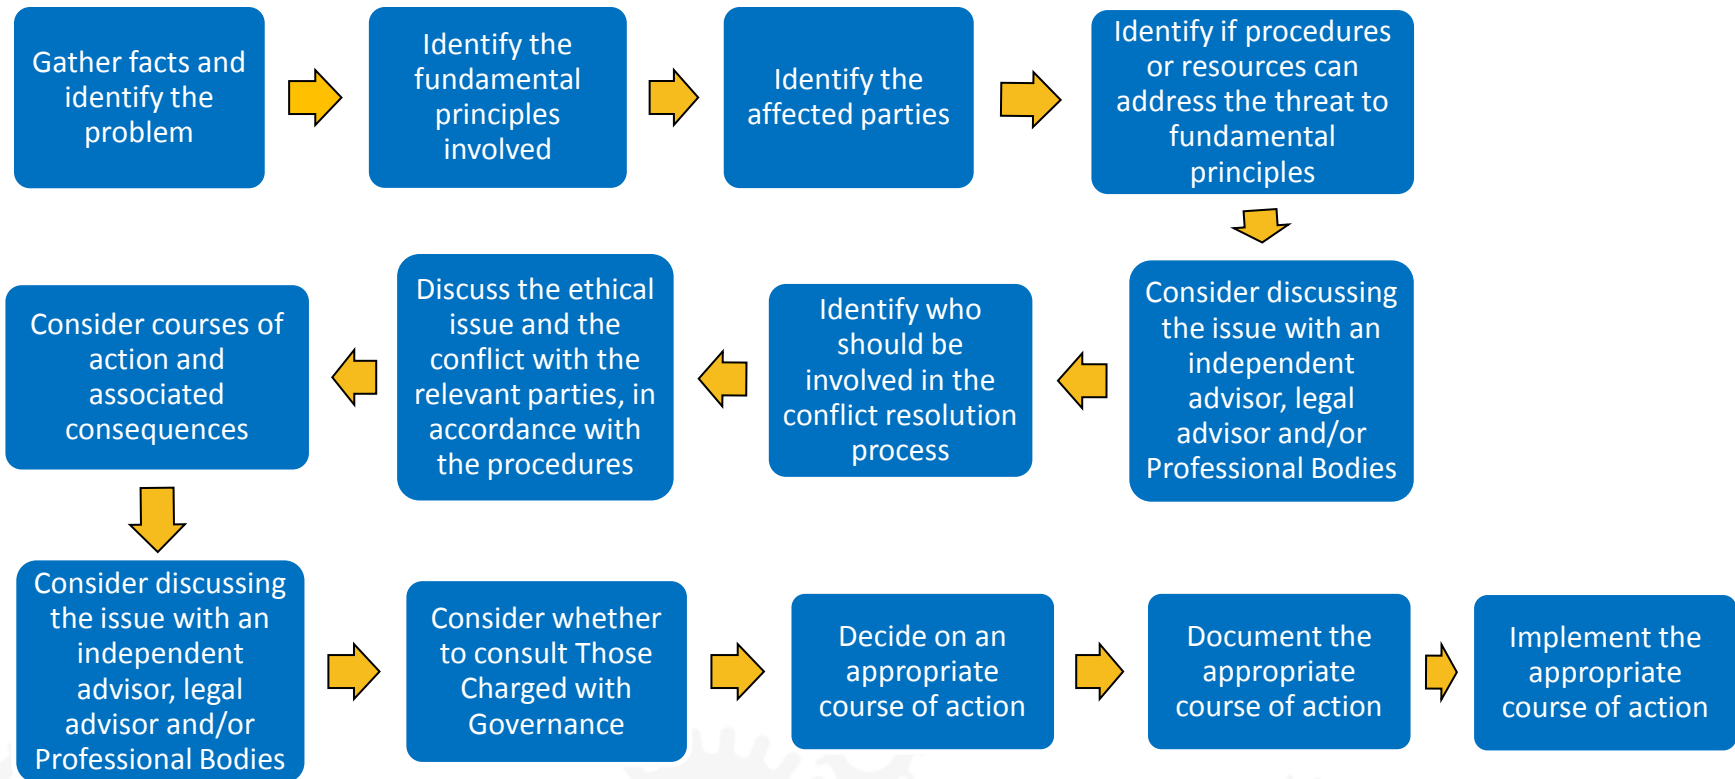 Gather facts and
identify the
problem
Identify the
fundamental
principles
involved
Identify the
affected parties
Identify if procedures
or resources can
address the threat to
fundamental
principles
Consider discussing
the issue with an
independent
advisor, legal
advisor and/or
Professional Bodies
Identify who
should be
involved in the
conflict resolution
process
Discuss the ethical
issue and the
conflict with the
relevant parties, in
accordance with
the procedures
Consider courses of
action and
associated
consequences
Consider discussing
the issue with an
independent
advisor, legal
advisor and/or
Professional Bodies
Consider whether
to consult Those
Charged with
Governance
Decide on an
appropriate
course of action
Document the
appropriate
course of action
Implement the
appropriate
course of action